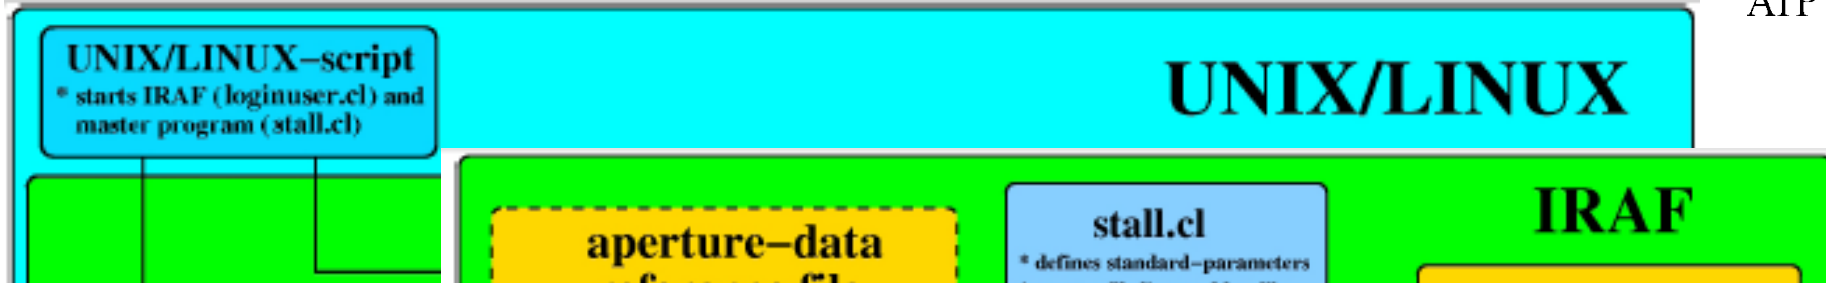 UNIX/LINUX–script
* starts IRAF (loginuser.cl) and
master program (stall.cl)
UNIX/LINUX
IRAF
aperture–data
stall.cl
* defines standard–parameters